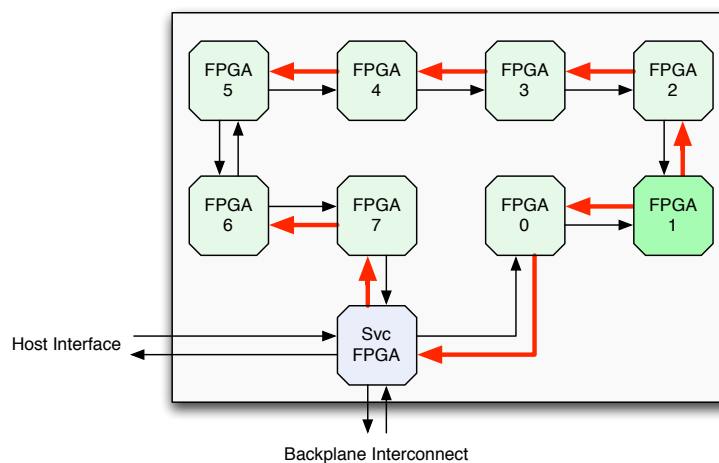 FPGA
5
FPGA
4
FPGA
3
FPGA
2
FPGA
6
FPGA
7
FPGA
0
FPGA
1
Svc
FPGA
Host Interface
Backplane Interconnect